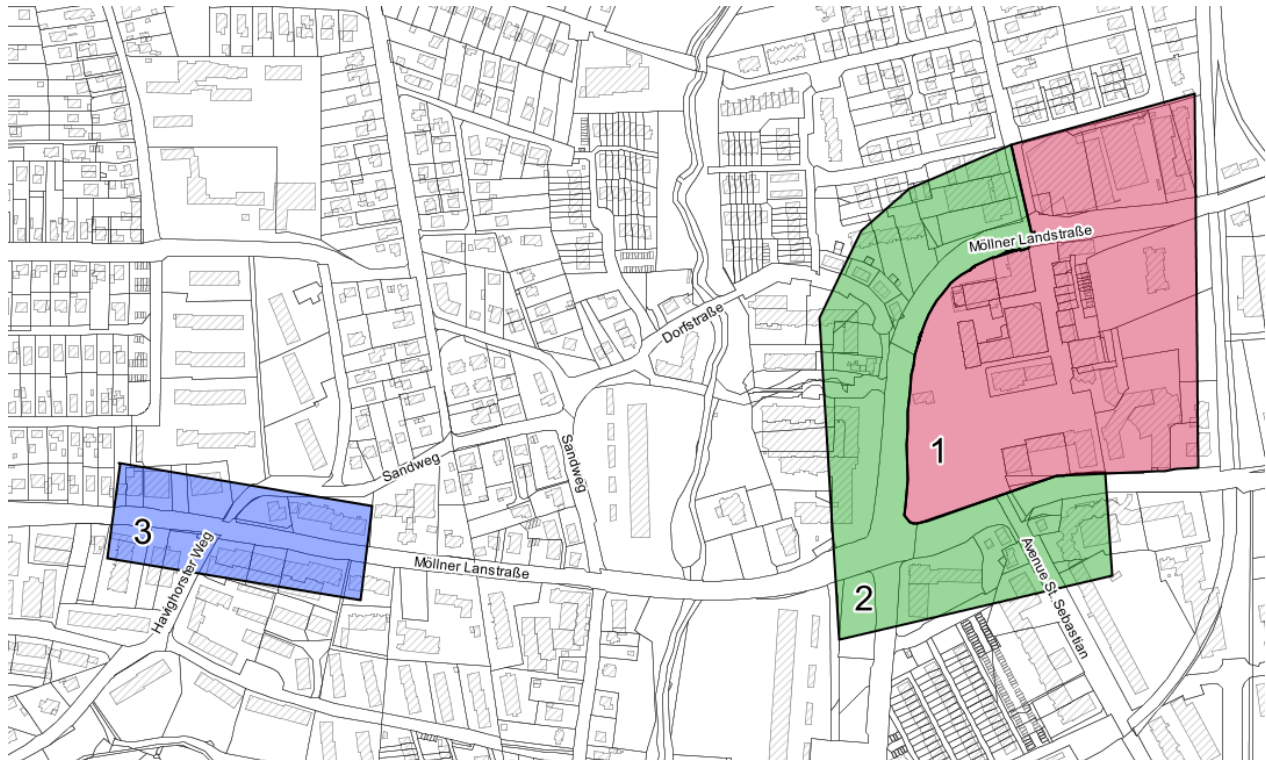 Möllner Landstraße
Dorfstraße
1
Sandweg
Sandweg
3
Havighorster Weg
Möllner Lanstraße
Avenue St. Sebastian
2